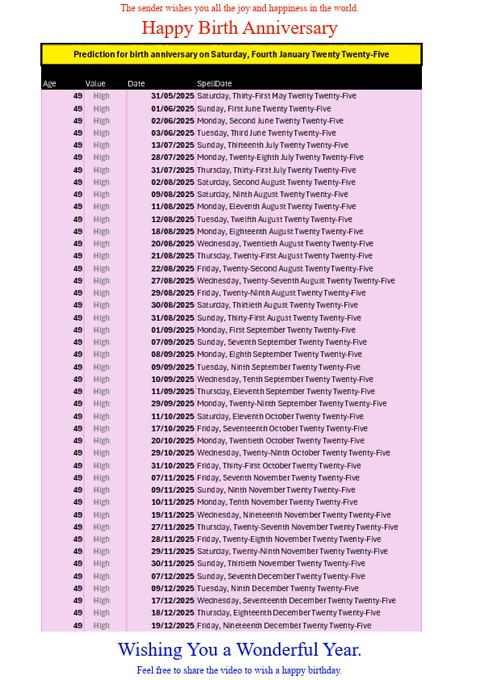 The sender wishes you all the joy and happiness in the world.
Happy Birth Anniversary
Prediction for birth anniversary on Saturday, Fourth January Twenty Twenty-Five
Age Value Date SpellDate
49 High 31/05/2025 Saturday, Thirty-First May Twenty Twenty-Five
49 High 01/06/2025 Sunday, First June Twenty Twenty-Five
49 High 02/06/2025 Monday, Second June Twenty Twenty-Five
49 High 03/06/2025 Tuesday, Third June Twenty Twenty-Five
49 High 13/07/2025 Sunday, Thirteenth July Twenty Twenty-Five
49 High 28/07/2025 Monday, Twenty-Eighth July Twenty Twenty-Five
49 High 31/07/2025 Thursday, Thirty-First July Twenty Twenty-Five
49 High 02/08/2025 Saturday, Second August Twenty Twenty-Five
49 High 09/08/2025 Saturday, Ninth August Twenty Twenty-Five
49 High 11/08/2025 Monday, Eleventh August Twenty Twenty-Five
49 High 12/08/2025 Tuesday, Twelfth August Twenty Twenty-Five
49 High 18/08/2025 Monday, Eighteenth August Twenty Twenty-Five
49 High 20/08/2025 Wednesday, Twentieth August Twenty Twenty-Five
49 High 21/08/2025 Thursday, Twenty-First August Twenty Twenty-Five
49 High 22/08/2025 Friday, Twenty-Second August Twenty Twenty-Five
49 High 27/08/2025 Wednesday, Twenty-Seventh August Twenty Twenty-Five
49 High 29/08/2025 Friday, Twenty-Ninth August Twenty Twenty-Five
49 High 30/08/2025 Saturday, Thirtieth August Twenty Twenty-Five
49 High 31/08/2025 Sunday, Thirty-First August Twenty Twenty-Five
49 High 01/09/2025 Monday, First September Twenty Twenty-Five
49 High 07/09/2025 Sunday, Seventh September Twenty Twenty-Five
49 High 08/09/2025 Monday, Eighth September Twenty Twenty-Five
49 High 09/09/2025 Tuesday, Ninth September Twenty Twenty-Five
49 High 10/09/2025 Wednesday, Tenth September Twenty Twenty-Five
49 High 11/09/2025 Thursday, Eleventh September Twenty Twenty-Five
49 High 29/09/2025 Monday, Twenty-Ninth September Twenty Twenty-Five
49 High 11/10/2025 Saturday, Eleventh October Twenty Twenty-Five
49 High 17/10/2025 Friday, Seventeenth October Twenty Twenty-Five
49 High 20/10/2025 Monday, Twentieth October Twenty Twenty-Five
49 High 29/10/2025 Wednesday, Twenty-Ninth October Twenty Twenty-Five
49 High 31/10/2025 Friday, Thirty-First October Twenty Twenty-Five
49 High 07/11/2025 Friday, Seventh November Twenty Twenty-Five
49 High 09/11/2025 Sunday, Ninth November Twenty Twenty-Five
49 High 10/11/2025 Monday, Tenth November Twenty Twenty-Five
49 High 19/11/2025 Wednesday, Nineteenth November Twenty Twenty-Five
49 High 27/11/2025 Thursday, Twenty-Seventh November Twenty Twenty-Five
49 High 28/11/2025 Friday, Twenty-Eighth November Twenty Twenty-Five
49 High 29/11/2025 Saturday, Twenty-Ninth November Twenty Twenty-Five
49 High 30/11/2025 Sunday, Thirtieth November Twenty Twenty-Five
49 High 07/12/2025 Sunday, Seventh December Twenty Twenty-Five
49 High 09/12/2025 Tuesday, Ninth December Twenty Twenty-Five
49 High 17/12/2025 Wednesday, Seventeenth December Twenty Twenty-Five
49 High 18/12/2025 Thursday, Eighteenth December Twenty Twenty-Five
49 High 19/12/2025 Friday, Nineteenth December Twenty Twenty-Five
Wishing You a Wonderful Year.
Feel free to share the video to wish a happy birthday.